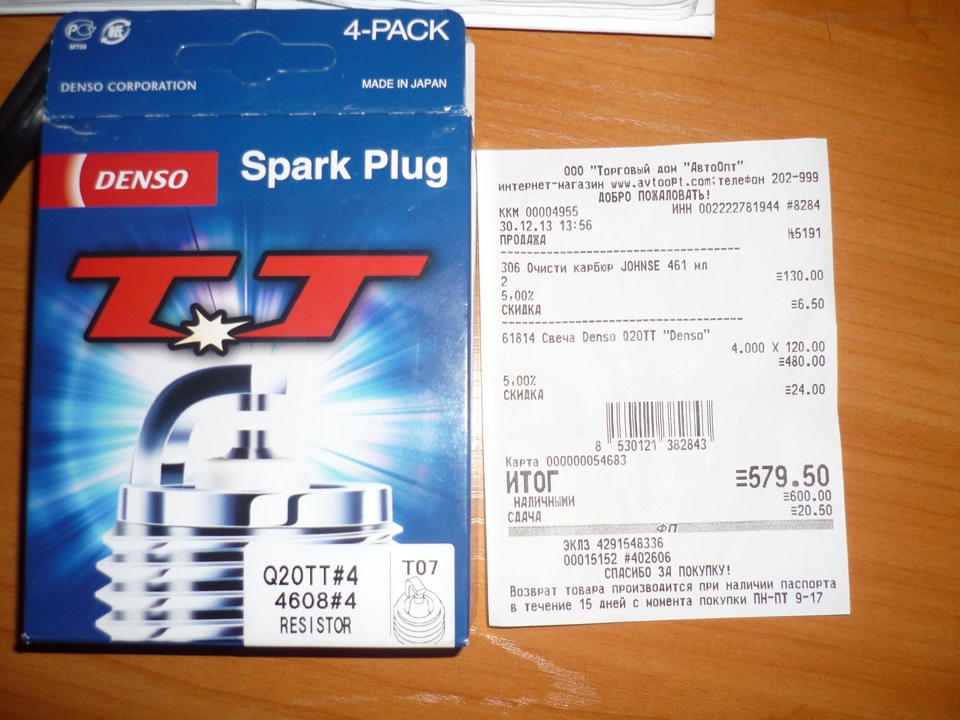 4-PACK
РСТ
MT08
紙
DENSO CORPORATION
MADE IN JAPAN
DENSO
Spark Plug
TT
Q20TT#4
4608#4
RESISTOR
T07
ООО "Торговый дом "АвтоОпт"
интернет-магазин www.avtoopt.com;телефон 202-999
ДОБРО ПОЖАЛОВАТЬ!
ККМ 00004955 ИНН 002222781944 #8284
30.12.13 13:56
ПРОДАЖА №5191
306 Очисти карбюр JOHNSE 461 мл
2 ≡130.00
5,00%
СКИДКА ≡6.50
61814 Свеча Denso Q20TT "Denso"
4.000 X 120.00
≡480.00
5,00%
СКИДКА ≡24.00
8 530121 382843
Карта 000000054683
ИТОГ ≡579.50
НАЛИЧНЫМИ ≡600.00
СДАЧА ≡20.50
ФП
ЭКЛЗ 4291548336
00015152 #402606
СПАСИБО ЗА ПОКУПКУ!
Возврат товара производится при наличии паспорта
в течение 15 дней с момента покупки ПН-ПТ 9-17